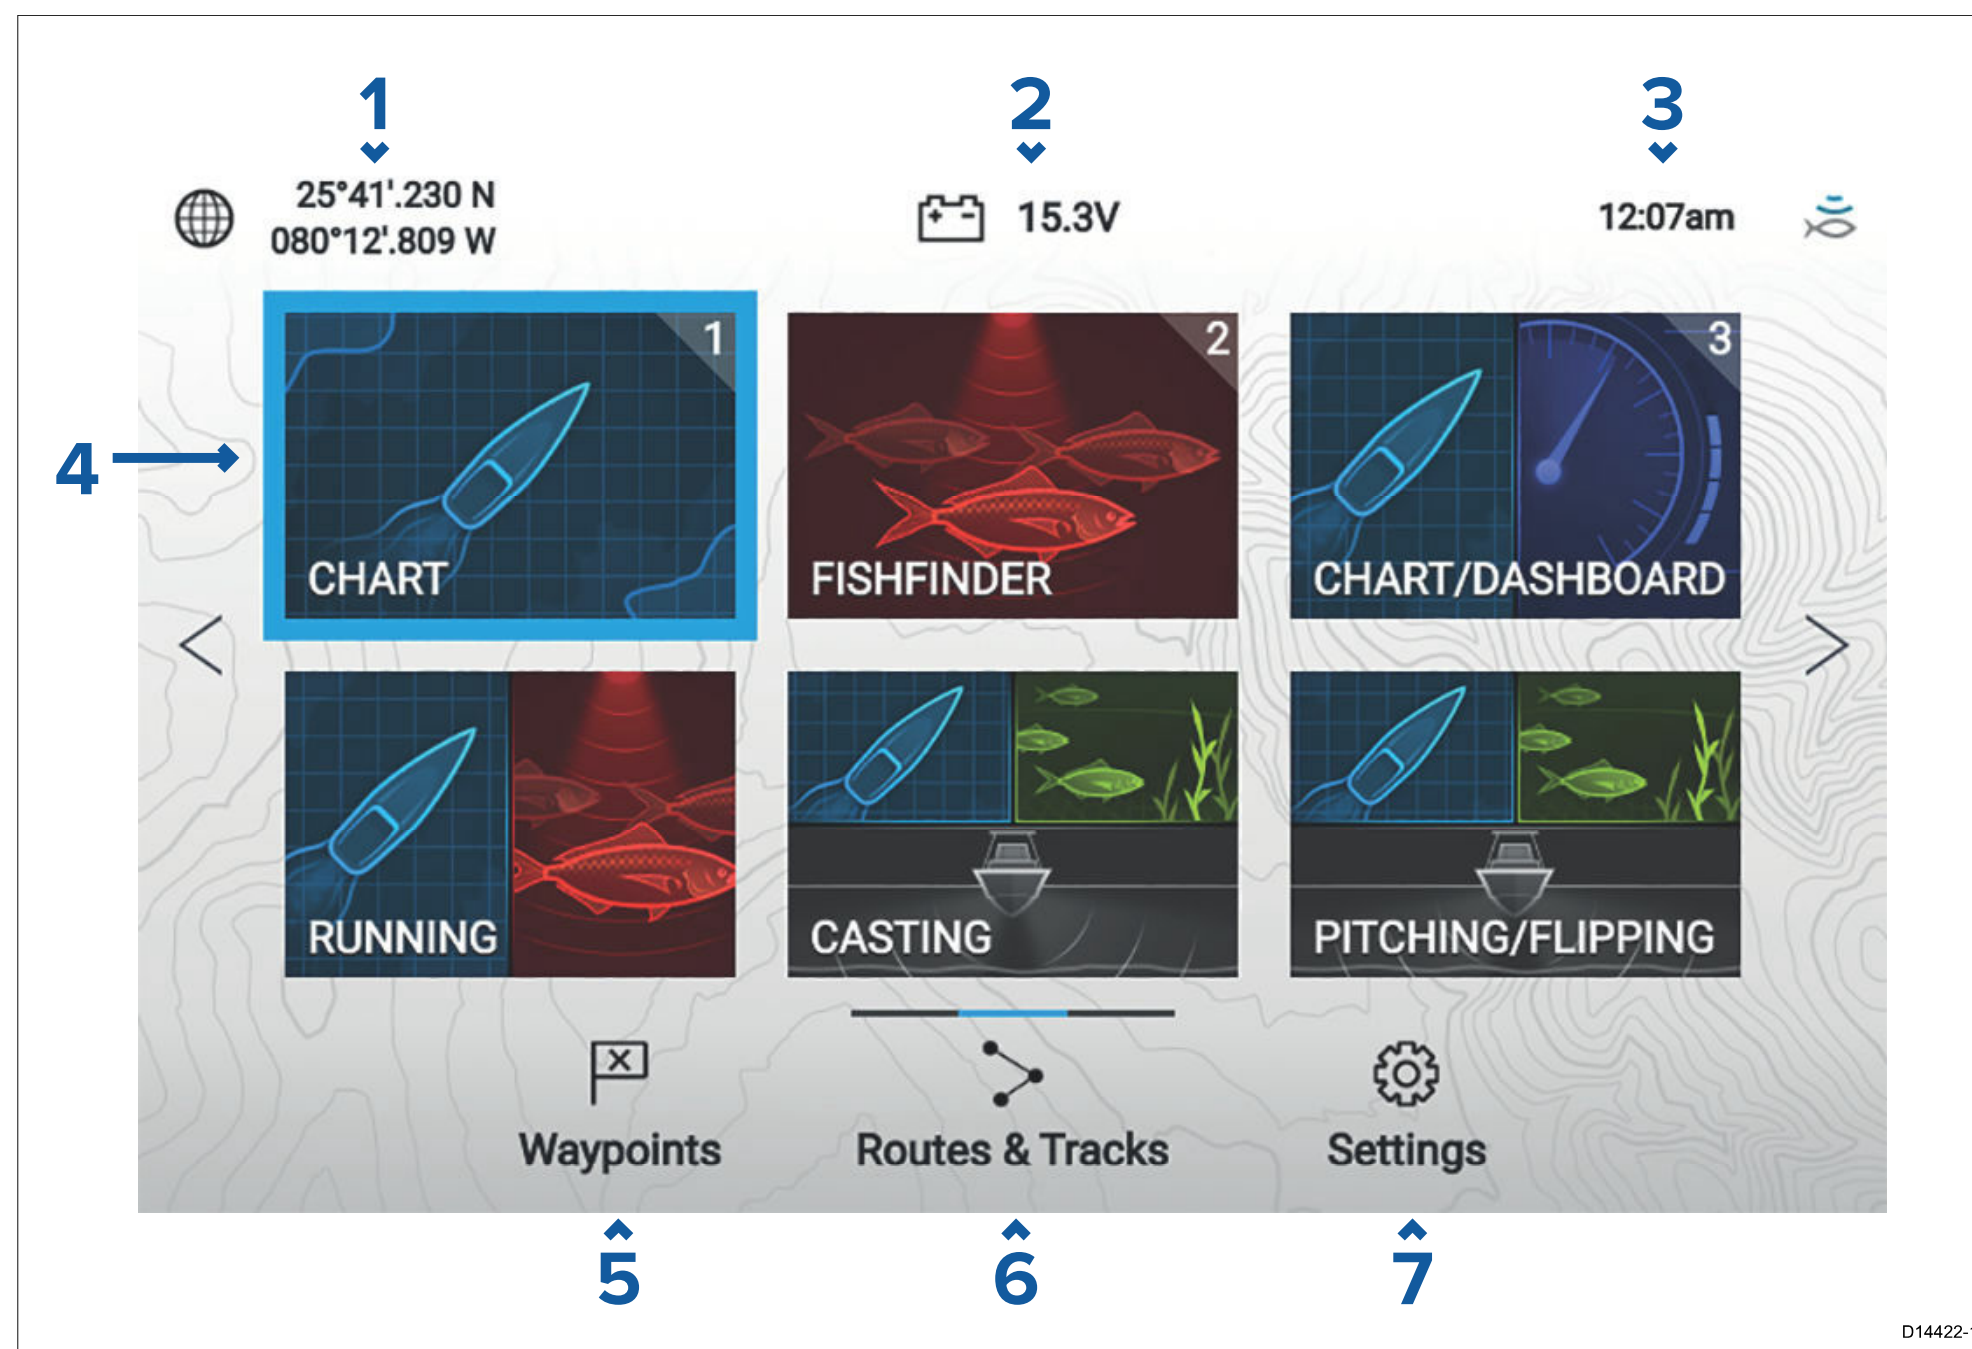 1 2 3
25°41'.230 N
080°12'.809 W
15.3V
12:07am
4
1
CHART
2
FISHFINDER
3
CHART/DASHBOARD
RUNNING
CASTING
PITCHING/FLIPPING
Waypoints
Routes & Tracks
Settings
5 6 7